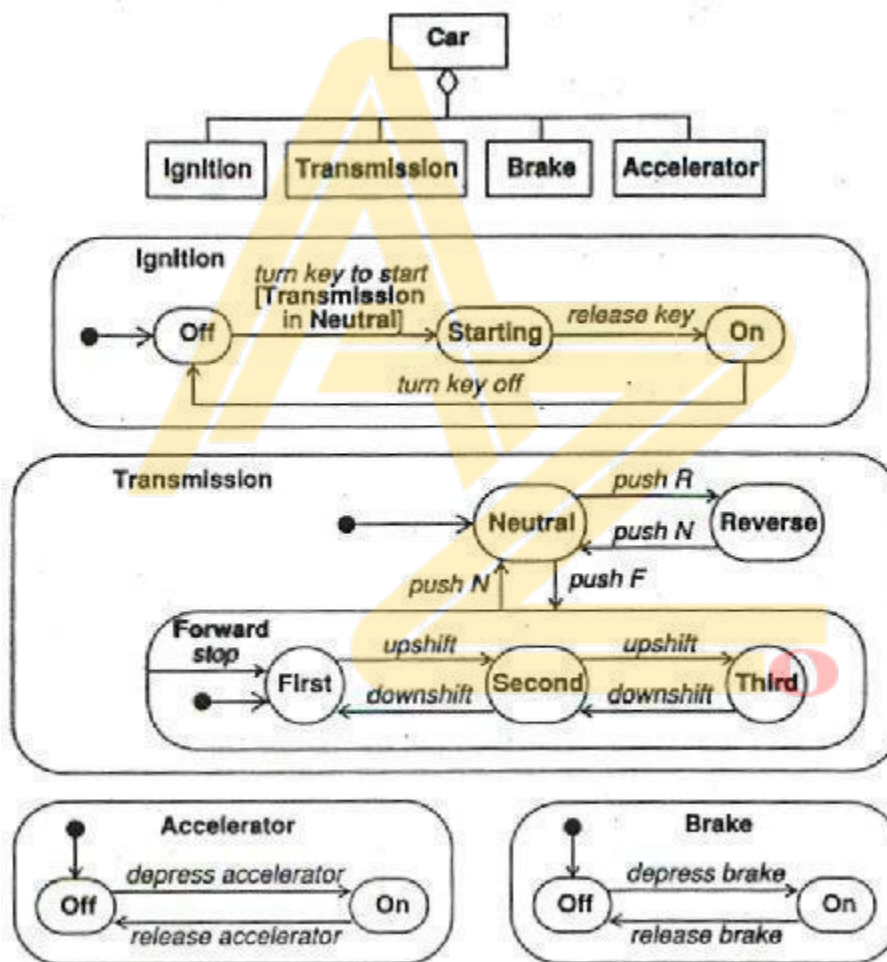 Car
Ignition Transmission Brake Accelerator
Ignition
turn key to start
[Transmission
in Neutral]
Off Starting release key On
turn key off
Transmission
push R
Neutral Reverse
push N
push N push F
Forward
stop upshift upshift
First Second Third
downshift downshift
Accelerator
depress accelerator
Off On
release accelerator
Brake
depress brake
Off On
release brake